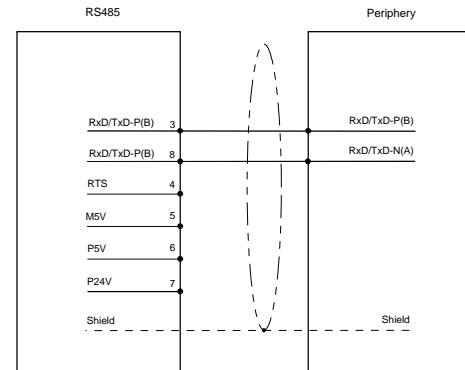 RS485 Periphery
RxD/TxD-P(B) 3 RxD/TxD-P(B)
RxD/TxD-P(B) 8 RxD/TxD-N(A)
RTS 4
M5V 5
P5V 6
P24V 7
Shield Shield